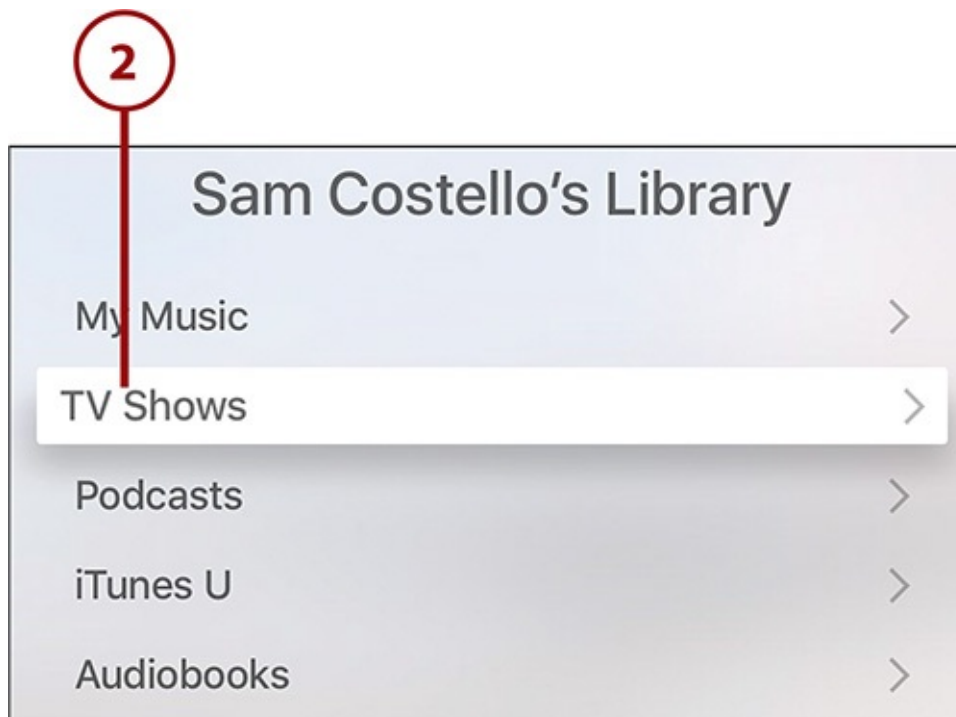 2
Sam Costello’s Library
My Music
TV Shows
Podcasts
iTunes U
Audiobooks